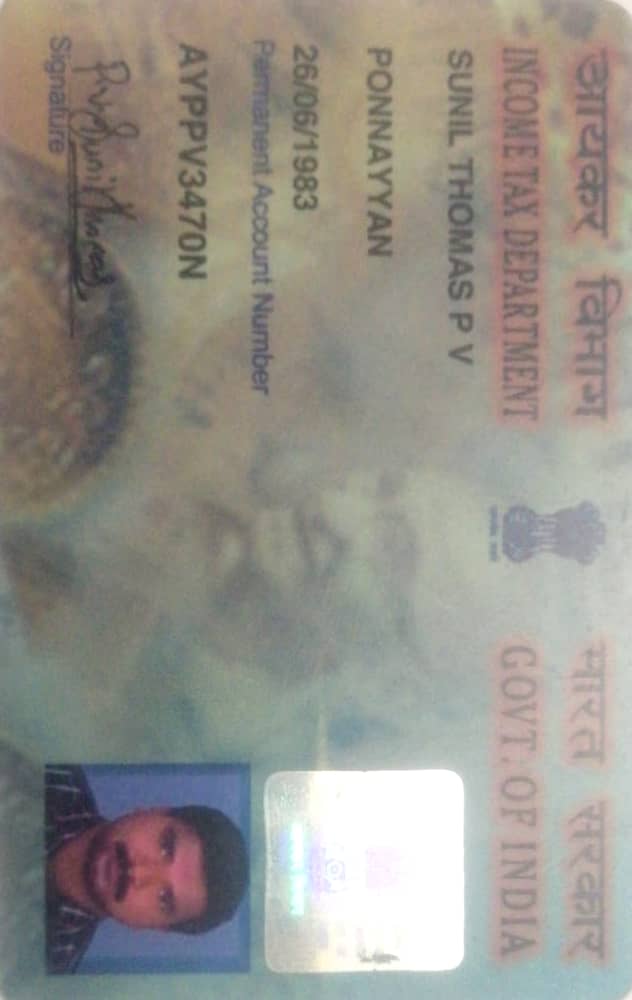 आयकर विभाग
INCOME TAX DEPARTMENT
भारत सरकार
GOVT. OF INDIA
SUNIL THOMAS P V
PONNAYYAN
26/06/1983
Permanent Account Number
AYPPV3470N
Signature